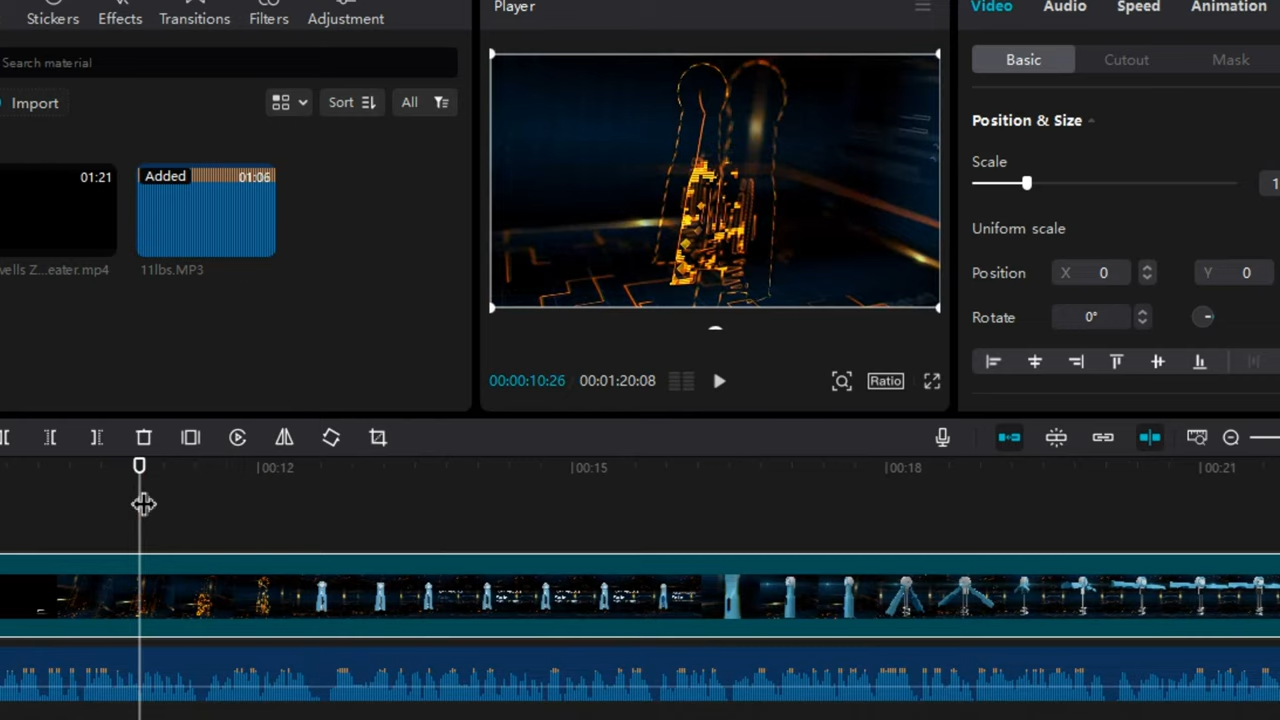 Stickers Effects Transitions Filters Adjustment
Player
Video Audio Speed Animation
Search material
Basic Cutout Mask
Import Sort All
Position & Size
01:21 Added 01:06
Scale
1
Uniform scale
vells Z...eater.mp4 11lbs.MP3
Position X 0 Y 0
Rotate 0°
00:00:10:26 00:01:20:08 Ratio
00:12 00:15 00:18 00:21